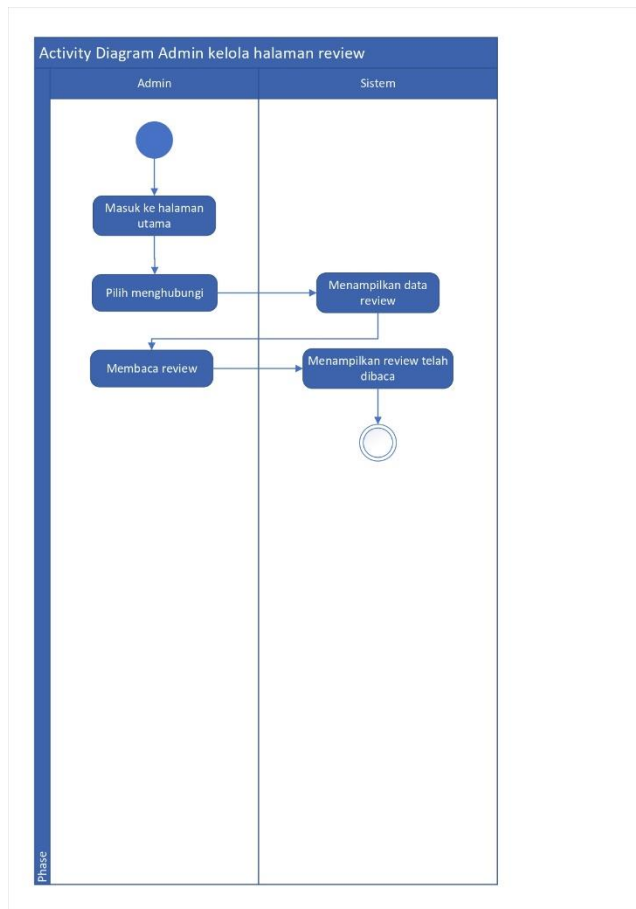 Activity Diagram Admin kelola halaman review
Admin
Sistem
Masuk ke halaman
utama
Pilih menghubungi
Menampilkan data
review
Membaca review
Menampilkan review telah
dibaca
Phase